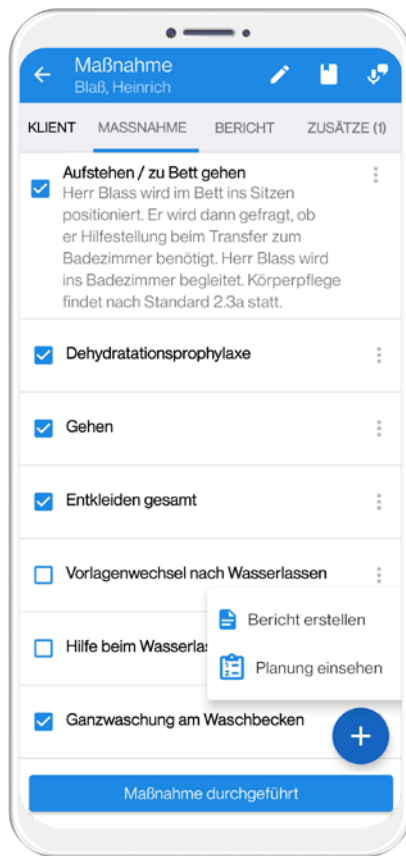 Maßnahme
Blaß, Heinrich
KLIENT MASSNAHME BERICHT ZUSÄTZE (1)
Aufstehen / zu Bett gehen
Herr Blass wird im Bett ins Sitzen
positioniert. Er wird dann gefragt, ob
er Hilfestellung beim Transfer zum
Badezimmer benötigt. Herr Blass wird
ins Badezimmer begleitet. Körperpflege
findet nach Standard 2.3a statt.
Dehydratationsprophylaxe
Gehen
Entkleiden gesamt
Vorlagenwechsel nach Wasserlassen
Bericht erstellen
Hilfe beim Wasserla
Planung einsehen
Ganzwaschung am Waschbecken
Maßnahme durchgeführt